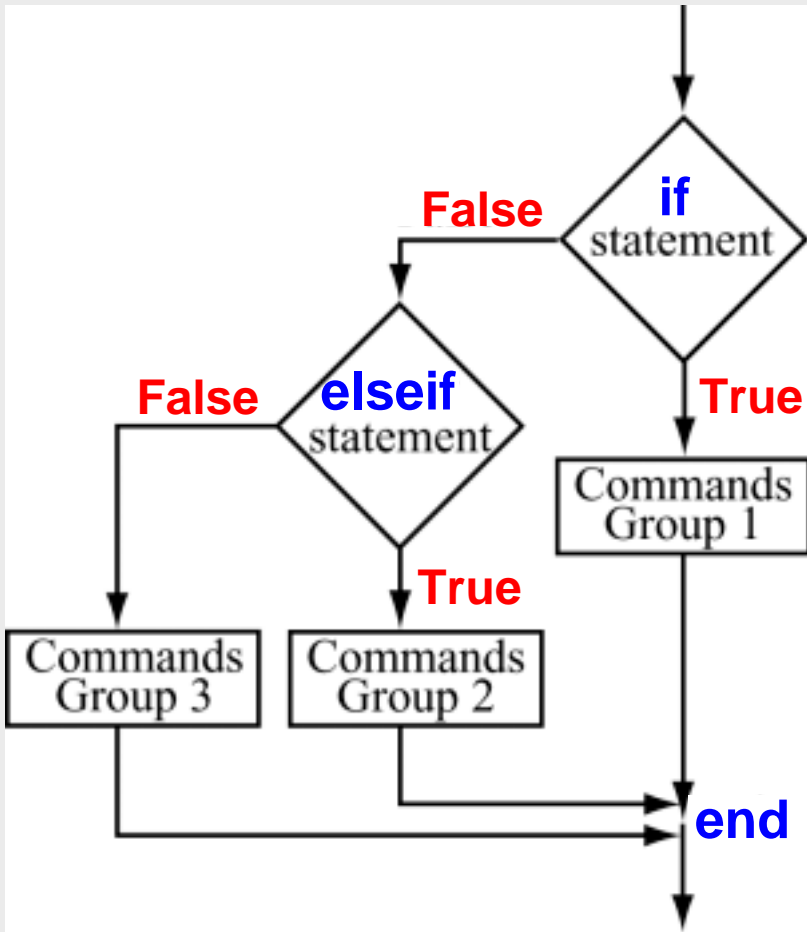 if
statement
False
True
elseif
statement
False
True
Commands
Group 1
Commands
Group 2
Commands
Group 3
end